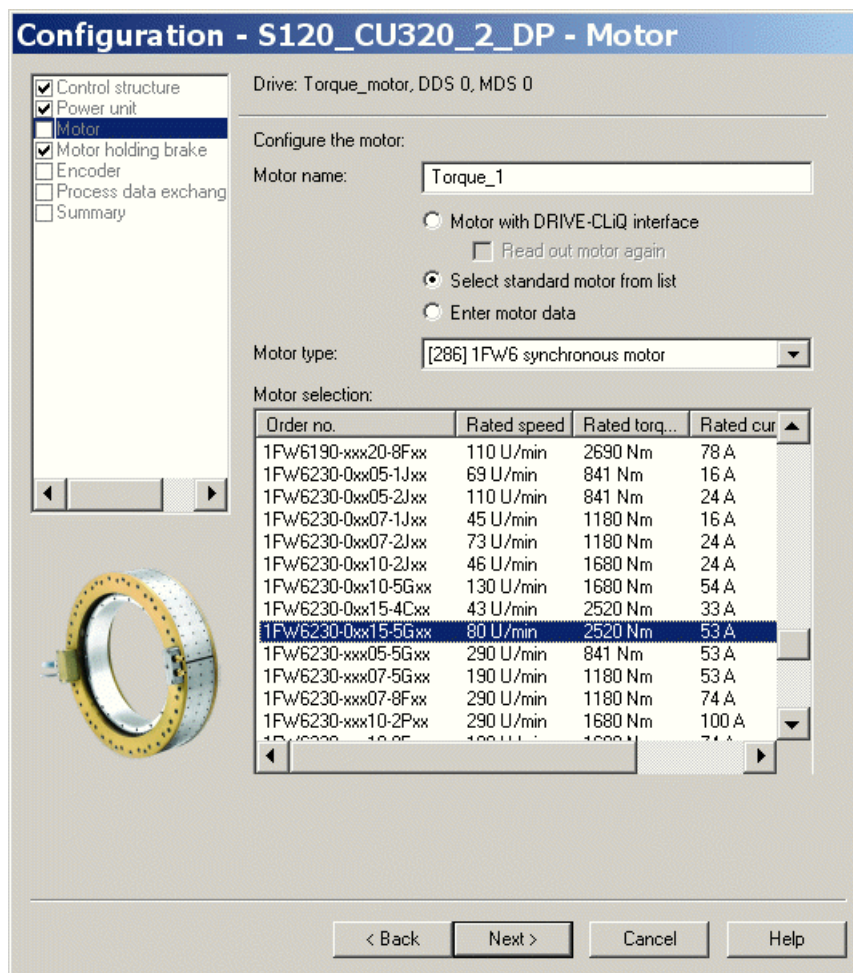 Configuration - S120_CU320_2_DP - Motor
Control structure
Power unit
Motor
Motor holding brake
Encoder
Process data exchang
Summary
Drive: Torque_motor, DDS 0, MDS 0
Configure the motor:
Motor name: Torque_1
Motor with DRIVE-CLiQ interface
Read out motor again
Select standard motor from list
Enter motor data
Motor type: [286] 1FW6 synchronous motor
Motor selection:
Order no. Rated speed Rated torq... Rated cur
1FW6190-xxx20-8Fxx 110 U/min 2690 Nm 78 A
1FW6230-0xx05-1Jxx 69 U/min 841 Nm 16 A
1FW6230-0xx05-2Jxx 110 U/min 841 Nm 24 A
1FW6230-0xx07-1Jxx 45 U/min 1180 Nm 16 A
1FW6230-0xx07-2Jxx 73 U/min 1180 Nm 24 A
1FW6230-0xx10-2Jxx 46 U/min 1680 Nm 24 A
1FW6230-0xx10-5Gxx 130 U/min 1680 Nm 54 A
1FW6230-0xx15-4Cxx 43 U/min 2520 Nm 33 A
1FW6230-0xx15-5Gxx 80 U/min 2520 Nm 53 A
1FW6230-xxx05-5Gxx 290 U/min 841 Nm 53 A
1FW6230-xxx07-5Gxx 190 U/min 1180 Nm 53 A
1FW6230-xxx07-8Fxx 290 U/min 1180 Nm 74 A
1FW6230-xxx10-2Pxx 290 U/min 1680 Nm 100 A
< Back Next > Cancel Help